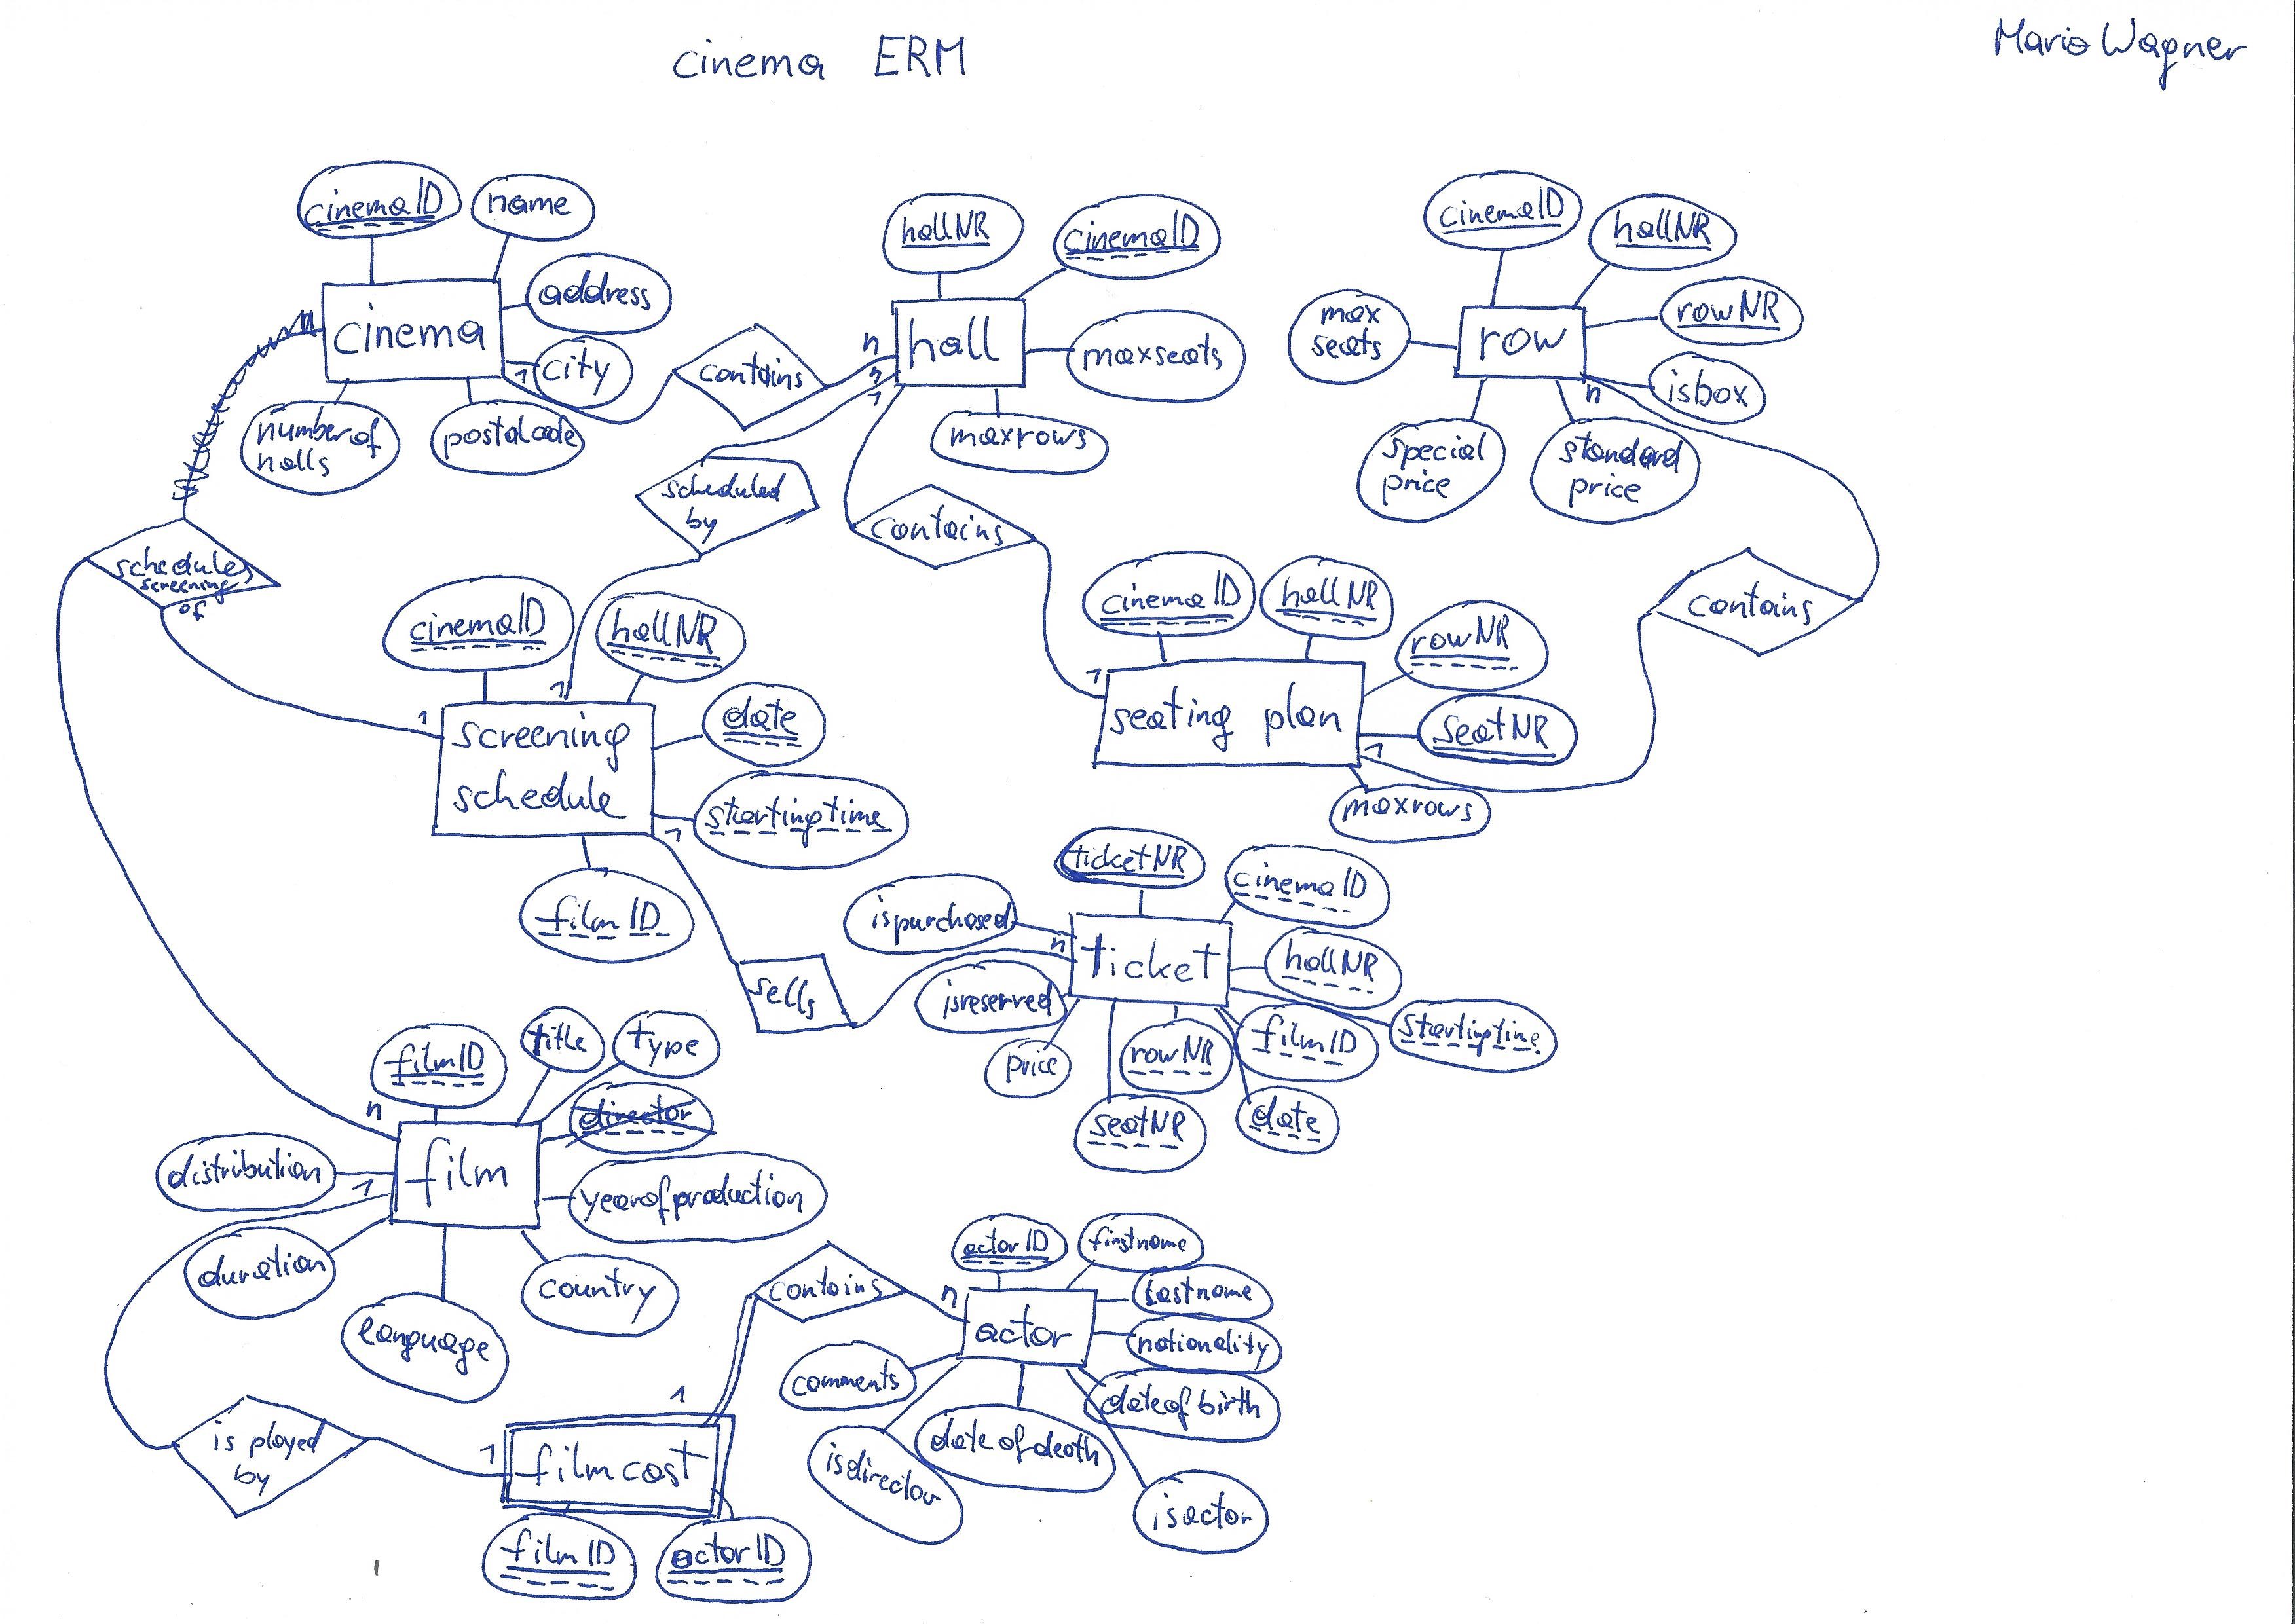 cinema ERM
Mario Wagner
cinemaID
name
address
city
postalcode
number of
halls
cinema
n
1
contains
n
n
1
hallNR
cinemaID
maxseats
maxrows
hall
cinemaID
hallNR
rowNR
isbox
standard
price
special
price
max
seats
row
n
contains
scheduled
by
contains
schedules
screening
of
cinemaID
hallNR
date
startingtime
filmID
screening
schedule
1
1
1
cinemaID
hallNR
rowNR
seatNR
maxrows
seating plan
1
1
sells
ticketNR
cinemaID
hallNR
startingtime
filmID
date
rowNR
seatNR
price
isreserved
ispurchased
ticket
n
filmID
title
type
director
yearofproduction
country
language
duration
distribution
film
n
1
is played
by
contains
actorID
firstname
lastname
nationality
dateofbirth
isactor
dateofdeath
isdirector
comments
actor
n
1
1
filmcast
filmID
actorID